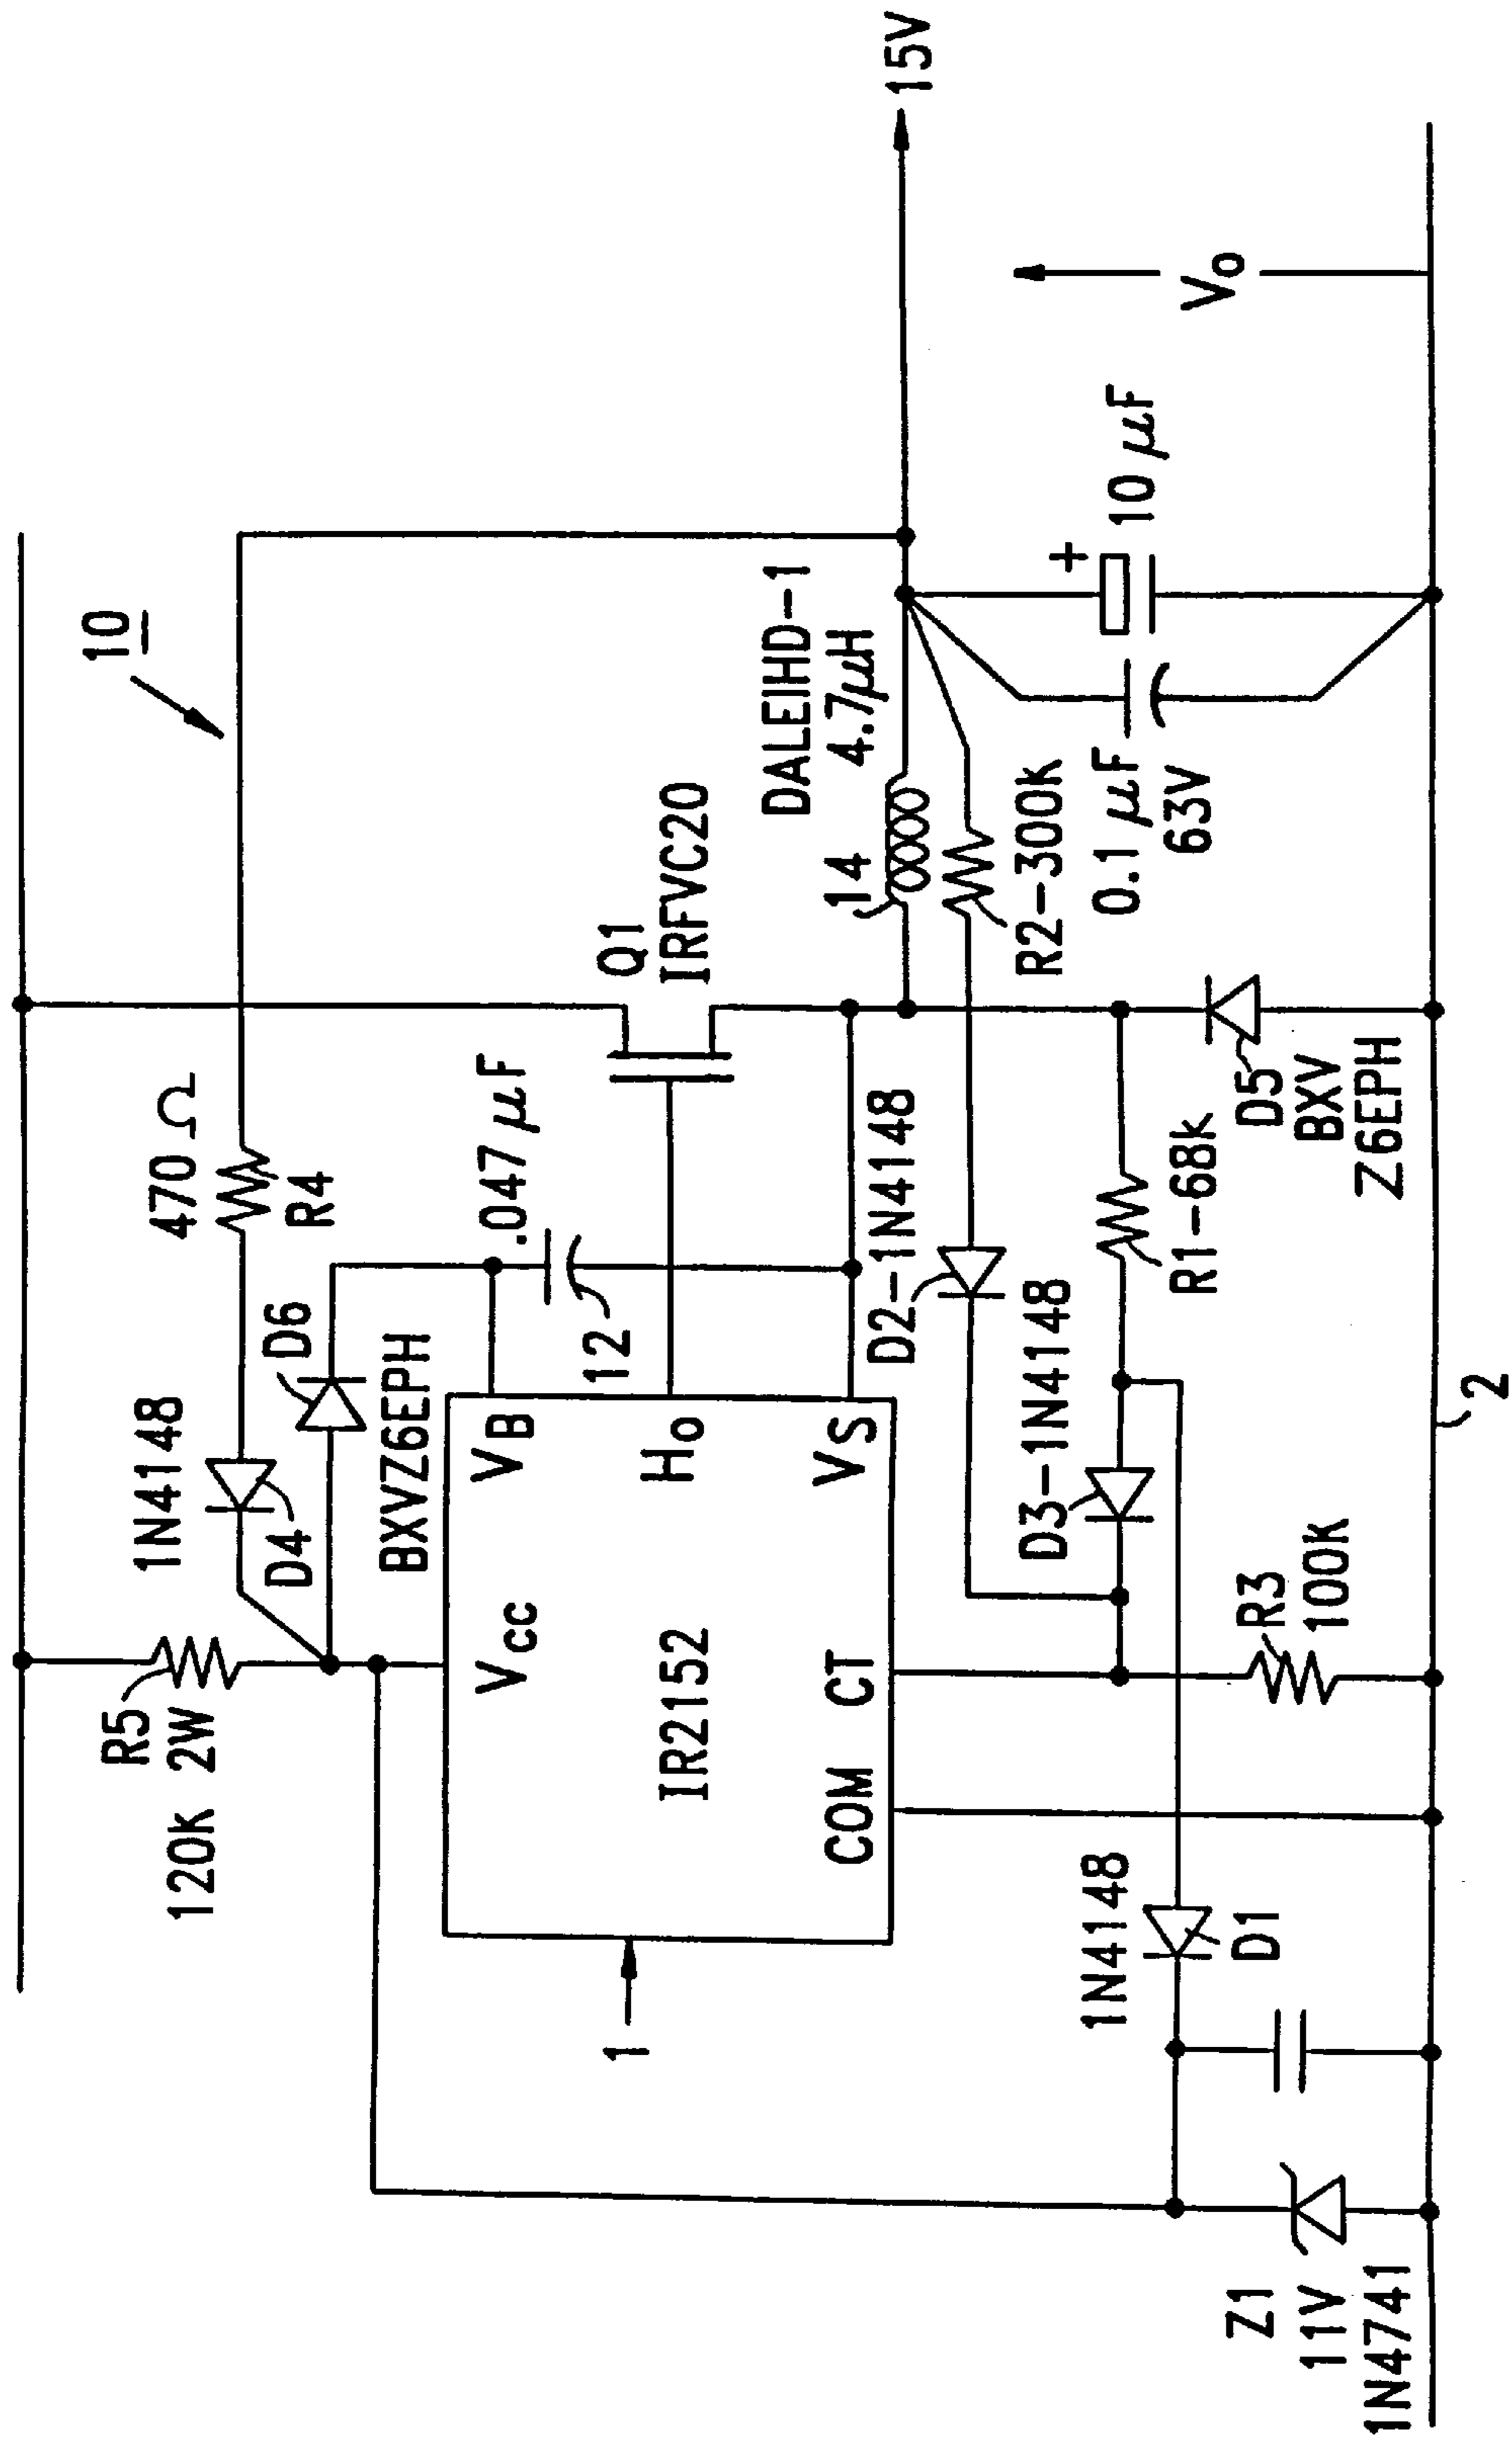 10
15V
Vo
470 Ω
R4
1N4148
D4
D6
BXVZ6EPH
R5
120K 2W
.047 μF
12
Q1
IRFVC20
DALEIHD-1
4.7μH
14
R2-300K
0.1 μF
63V
+
10 μF
VCC
VB
HO
VS
IR2152
COM
CT
1
D2-1N4148
D3-1N4148
R1-68k
D5
BXV
Z6EPH
R3
100K
1N4148
D1
2
Z1
11V
1N4741